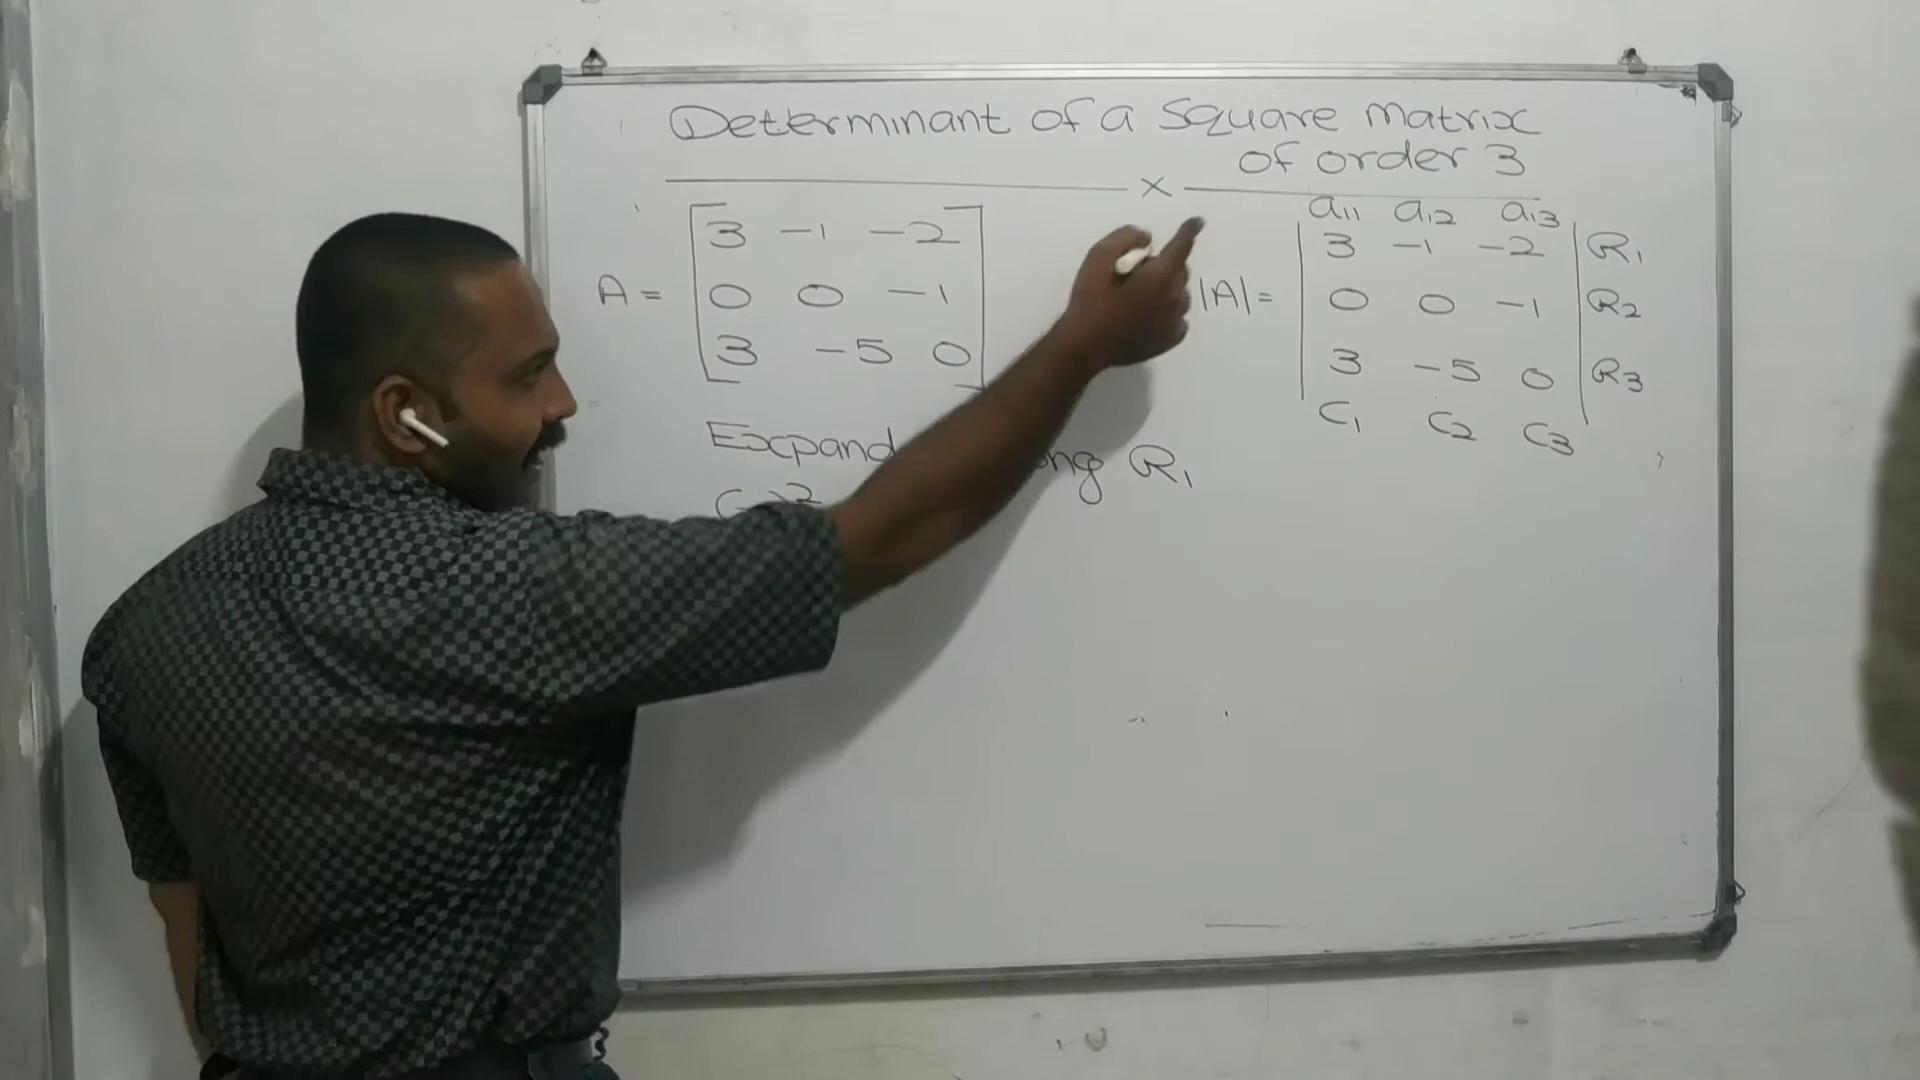 Determinant of a square matrix
of order 3
x
a11 a12 a13
A = [3 -1 -2] |A| = |3 -1 -2| R1
[0 0 -1] |0 0 -1| R2
[3 -5 0] |3 -5 0| R3
C1 C2 C3
Expand R1